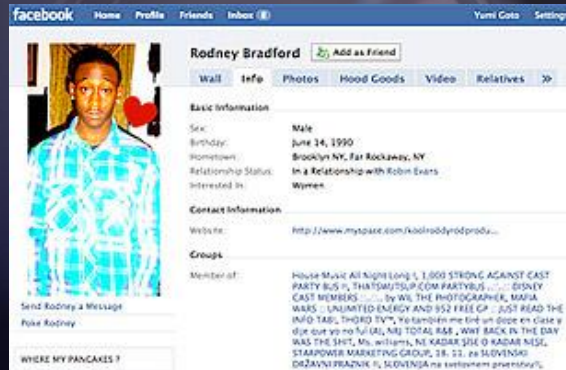 facebook Home Profile Friends Inbox Yumi Goto Settings
Rodney Bradford Add as Friend
Wall Info Photos Hood Goods Video Relatives
Basic Information
Sex: Male
Birthday: June 14, 1990
Hometown: Brooklyn NY, Far Rockaway, NY
Relationship Status: In a Relationship with Robin Evans
Interested In: Women
Contact Information
Website: http://www.myspace.com/koolroddyrodprodu...
Groups
Member of: House Music All Night Long !, 1,000 STRONG AGAINST CAST
PARTY BUS !!, THATSWUTSUP.COM PARTYBUS DISNEY
CAST MEMBERS by WIL THE PHOTOGRAPHER, MAFIA
WARS : UNLIMITED ENERGY AND 952 FREE GP JUST READ THE
INFO TAB!, THORO TV™, Yo también me tiré un dope en clase y
dije que yo no fui (A), NRJ TOTAL R&B , WAY BACK IN THE DAY
WAS THE SHIT, Ms. williams, NE KADAR SISE O KADAR NESE,
STARPOWER MARKETING GROUP, 18. 11. za SLOVENSKI
DRŽAVNI PRAZNIK !!, SLOVENIJA na svetovnem prvenstvu!!,
Send Rodney a Message
Poke Rodney
WHERE MY PANCAKES ?